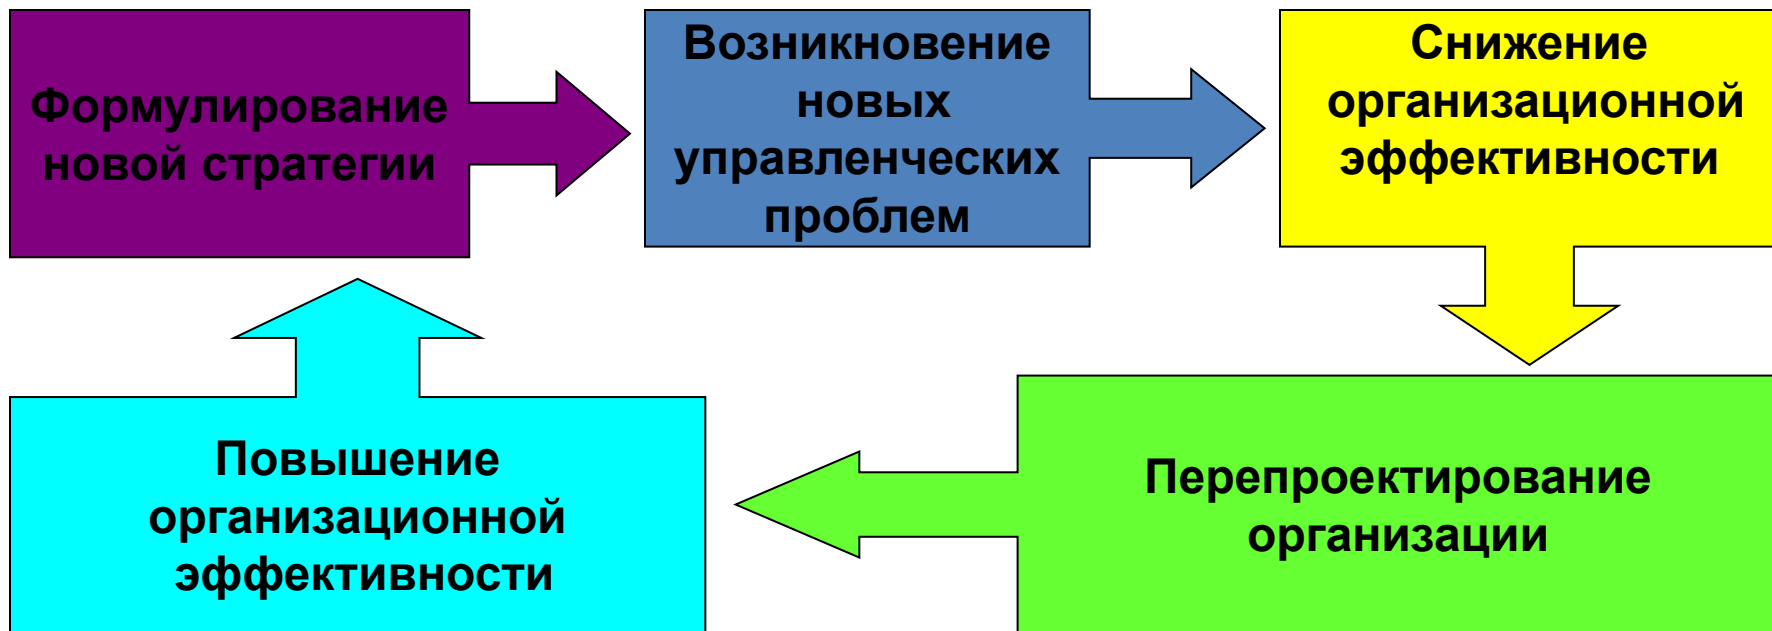 Формулирование
новой стратегии
Возникновение
новых
управленческих
проблем
Снижение
организационной
эффективности
Перепроектирование
организации
Повышение
организационной
эффективности